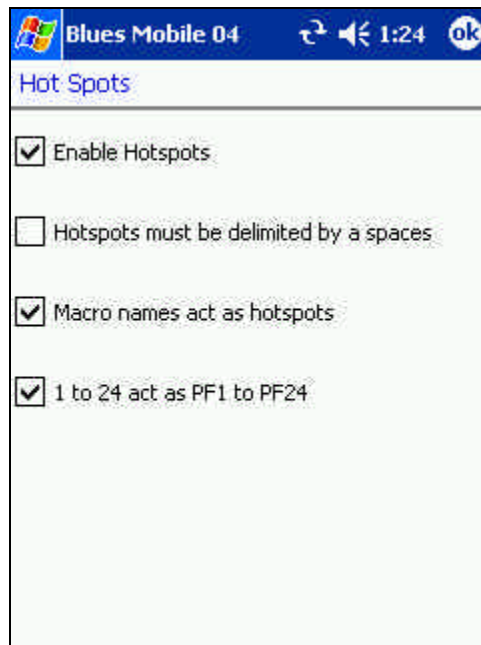 Blues Mobile 04 1:24 ok
Hot Spots
Enable Hotspots
Hotspots must be delimited by a spaces
Macro names act as hotspots
1 to 24 act as PF1 to PF24